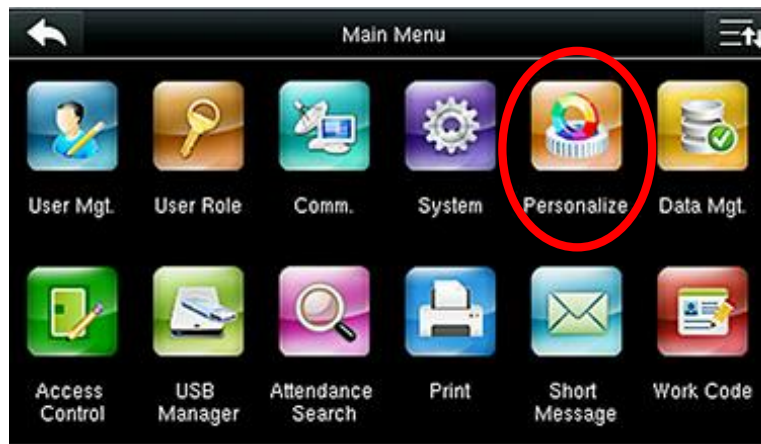 Main Menu
User Mgt.
User Role
Comm.
System
Personalize
Data Mgt.
Access
Control
USB
Manager
Attendance
Search
Print
Short
Message
Work Code